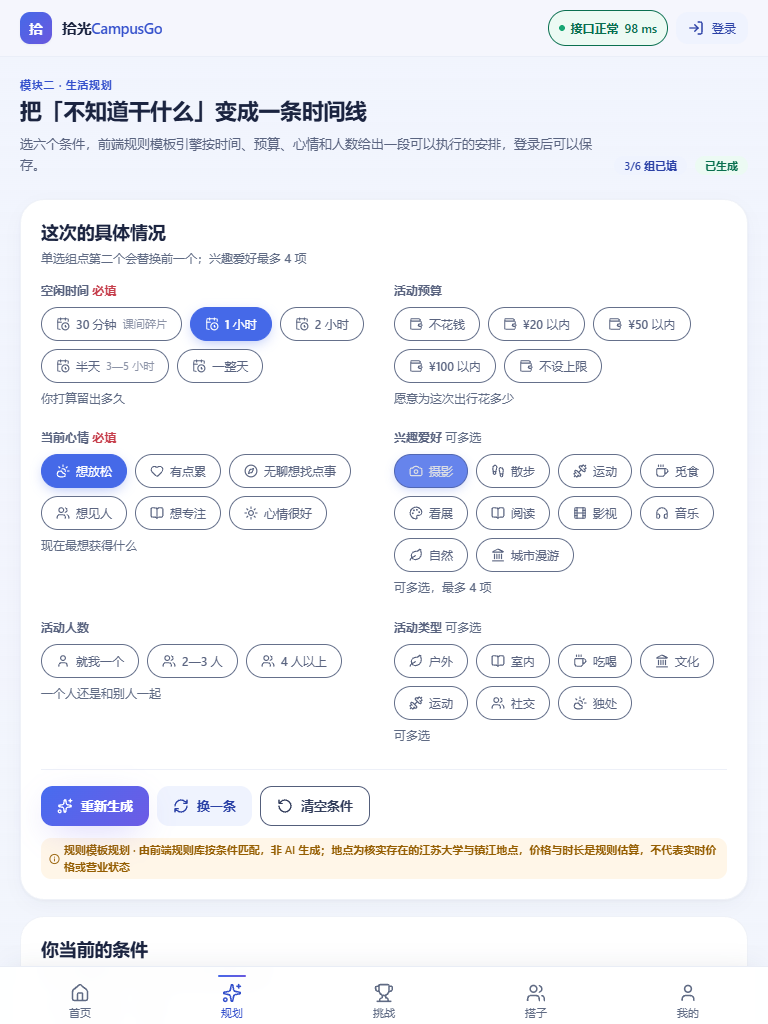 拾 拾光CampusGo 接口正常 98 ms 登录
模块二 · 生活规划
把「不知道干什么」变成一条时间线
选六个条件，前端规则模板引擎按时间、预算、心情和人数给出一段可以执行的安排，登录后可以保
存。
3/6 组已填 已生成
这次的具体情况
单选组点第二个会替换前一个；兴趣爱好最多 4 项
空闲时间 必填
30 分钟 课间碎片 1 小时 2 小时
半天 3—5 小时 一整天
你打算留出多久
活动预算
不花钱 ¥20 以内 ¥50 以内
¥100 以内 不设上限
愿意为这次出行花多少
当前心情 必填
想放松 有点累 无聊想找点事
想见人 想专注 心情很好
现在最想获得什么
兴趣爱好 可多选
摄影 散步 运动 觅食
看展 阅读 影视 音乐
自然 城市漫游
可多选，最多 4 项
活动人数
就我一个 2—3 人 4 人以上
一个人还是和别人一起
活动类型 可多选
户外 室内 吃喝 文化
运动 社交 独处
可多选
重新生成 换一条 清空条件
规则模板规划 · 由前端规则库按条件匹配，非 AI 生成；地点为核实存在的江苏大学与镇江地点，价格与时长是规则估算，不代表实时价
格或营业状态
你当前的条件
首页 规划 挑战 搭子 我的